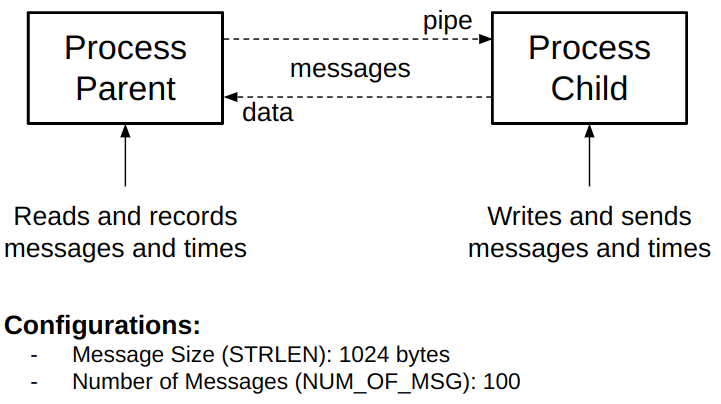 Process
Parent
pipe
messages
data
Process
Child
Reads and records
messages and times
Writes and sends
messages and times
Configurations:
- Message Size (STRLEN): 1024 bytes
- Number of Messages (NUM_OF_MSG): 100